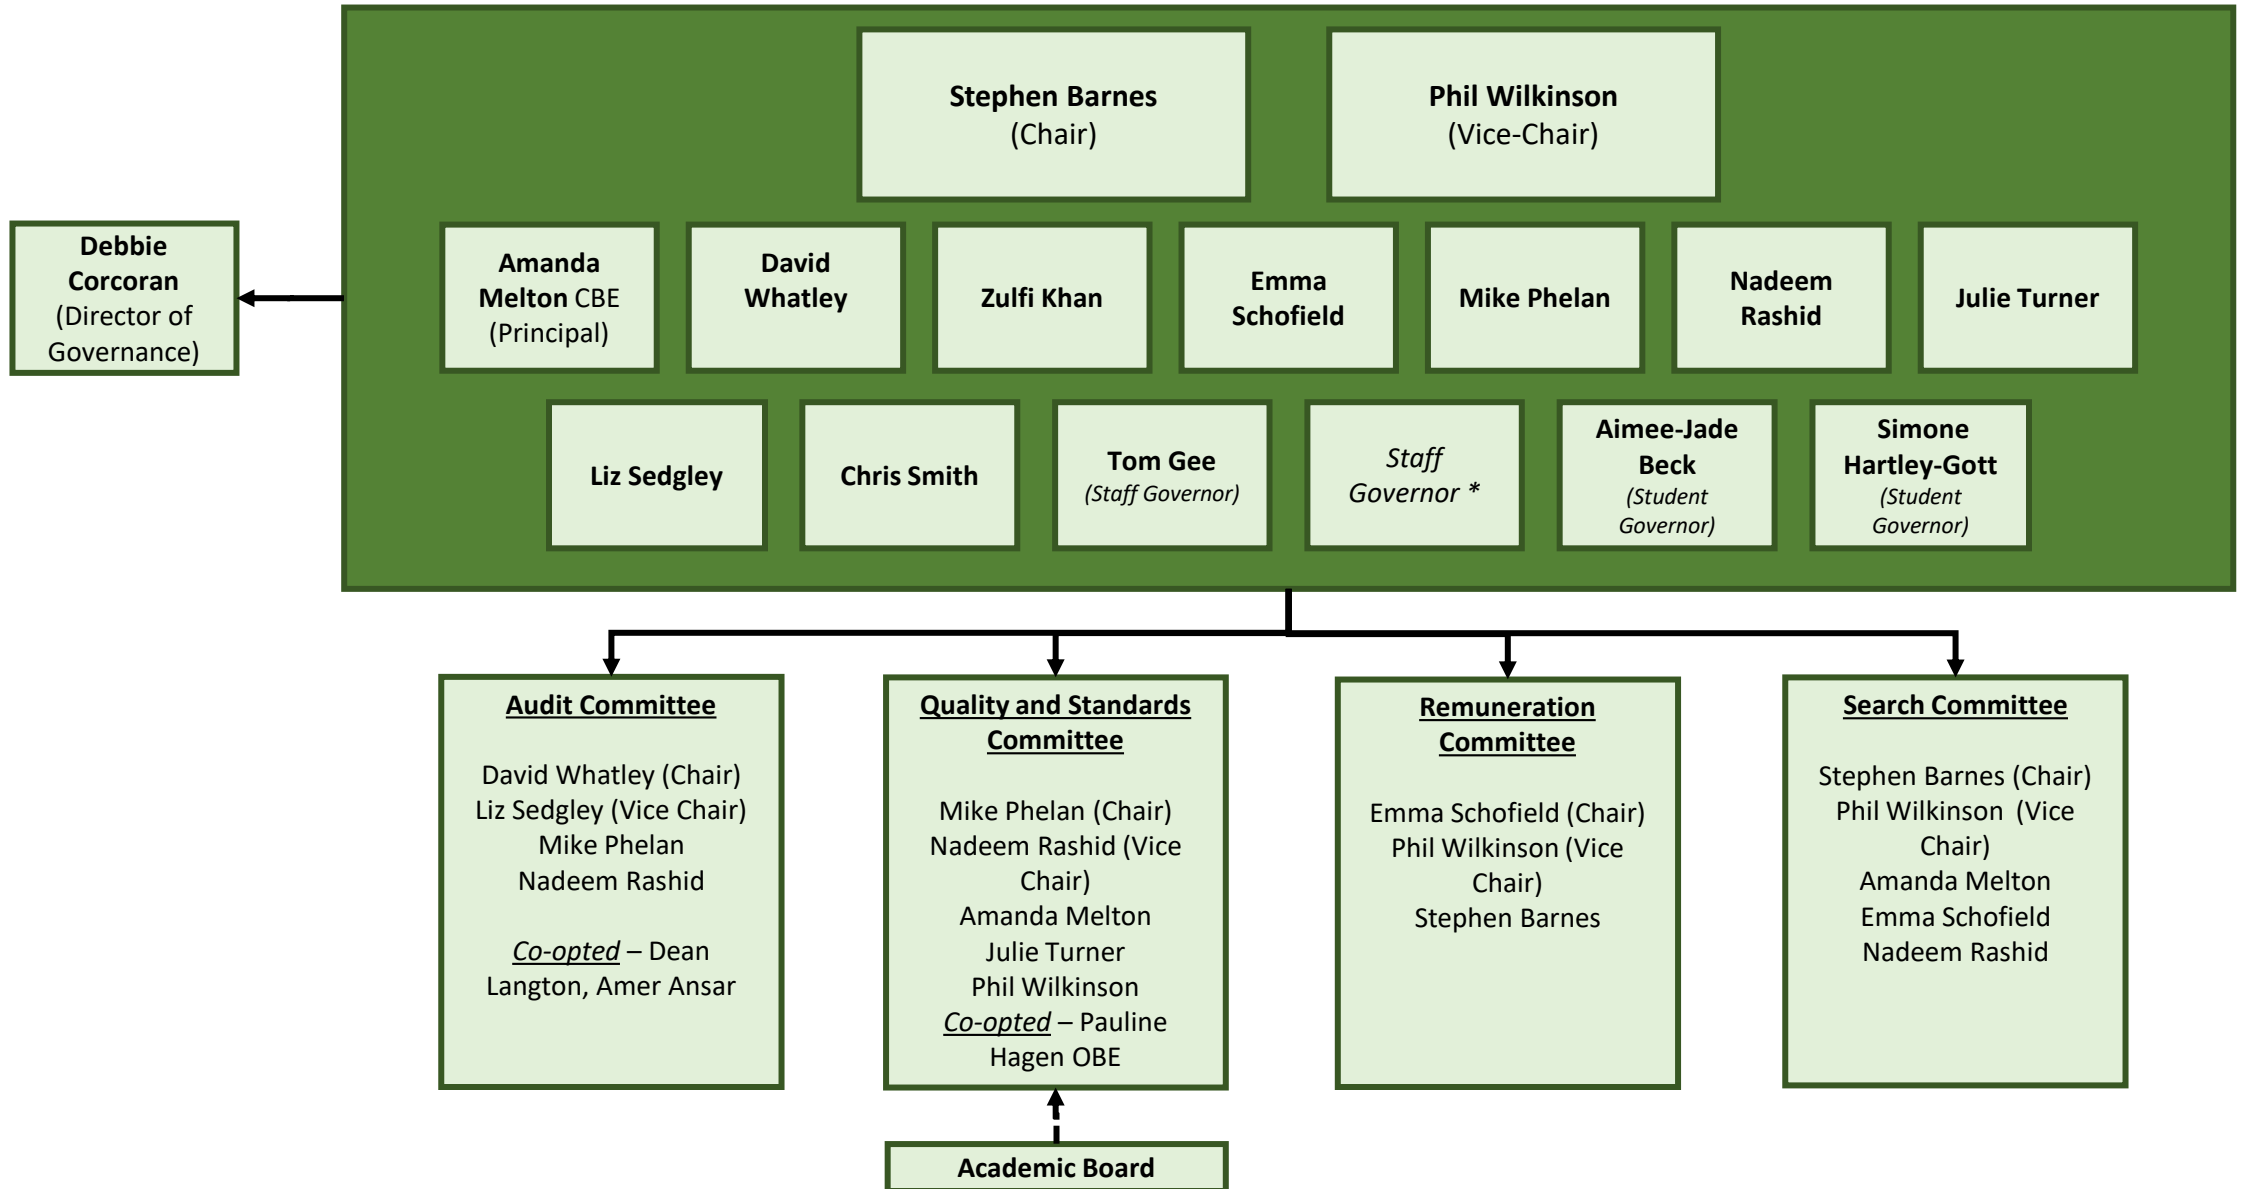 Stephen Barnes
(Chair)
Phil Wilkinson
(Vice-Chair)
Debbie
Corcoran
(Director of
Governance)
Amanda
Melton CBE
(Principal)
David
Whatley
Zulfi Khan
Emma
Schofield
Mike Phelan
Nadeem
Rashid
Julie Turner
Liz Sedgley
Chris Smith
Tom Gee
(Staff Governor)
Staff
Governor *
Aimee-Jade
Beck
(Student
Governor)
Simone
Hartley-Gott
(Student
Governor)
Audit Committee
David Whatley (Chair)
Liz Sedgley (Vice Chair)
Mike Phelan
Nadeem Rashid
Co-opted – Dean
Langton, Amer Ansar
Quality and Standards
Committee
Mike Phelan (Chair)
Nadeem Rashid (Vice
Chair)
Amanda Melton
Julie Turner
Phil Wilkinson
Co-opted – Pauline
Hagen OBE
Remuneration
Committee
Emma Schofield (Chair)
Phil Wilkinson (Vice
Chair)
Stephen Barnes
Search Committee
Stephen Barnes (Chair)
Phil Wilkinson (Vice
Chair)
Amanda Melton
Emma Schofield
Nadeem Rashid
Academic Board